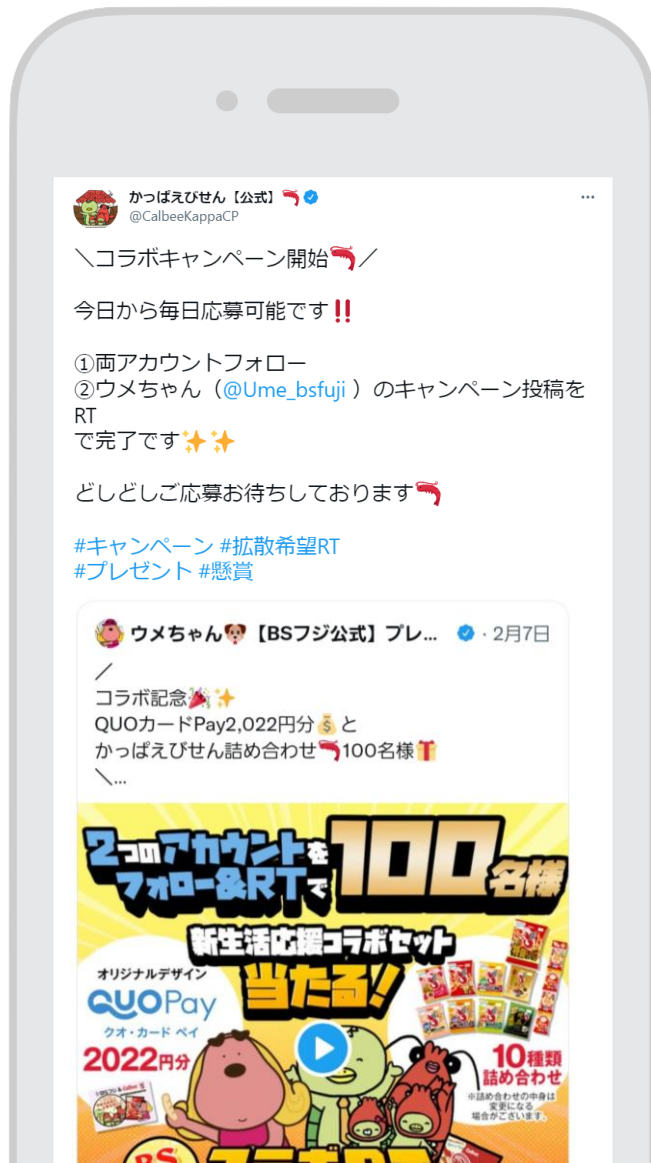 かっぱえびせん【公式】🦐
@CalbeeKappaCP
＼コラボキャンペーン開始🦐／
今日から毎日応募可能です‼️
①両アカウントフォロー
②ウメちゃん（@Ume_bsfuji ）のキャンペーン投稿を
RT
で完了です✨✨
どしどしご応募お待ちしております🦐
#キャンペーン #拡散希望RT
#プレゼント #懸賞
ウメちゃん🐶【BSフジ公式】プレ... · 2月7日
／
コラボ記念🎉✨
QUOカードPay2,022円分💰と
かっぱえびせん詰め合わせ🦐100名様🎁
＼...
2つのアカウントを
フォロー&RTで
100名様
新生活応援コラボセット
当たる!
オリジナルデザイン
QUOPay
クオ・カード ペイ
2022円分
10種類
詰め合わせ
※詰め合わせの中身は
変更になる
場合がございます。
BS